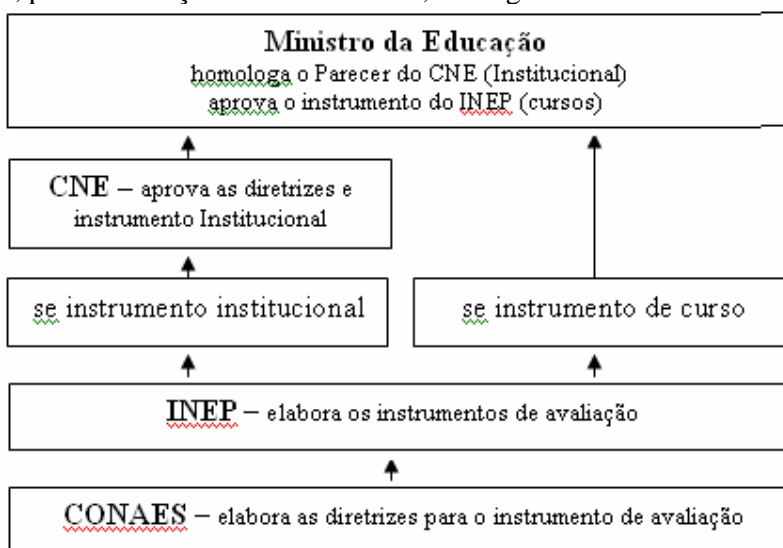 Ministro da Educação
homologa o Parecer do CNE (Institucional)
aprova o instrumento do INEP (cursos)
CNE – aprova as diretrizes e
instrumento Institucional
se instrumento institucional
se instrumento de curso
INEP – elabora os instrumentos de avaliação
CONAES – elabora as diretrizes para o instrumento de avaliação